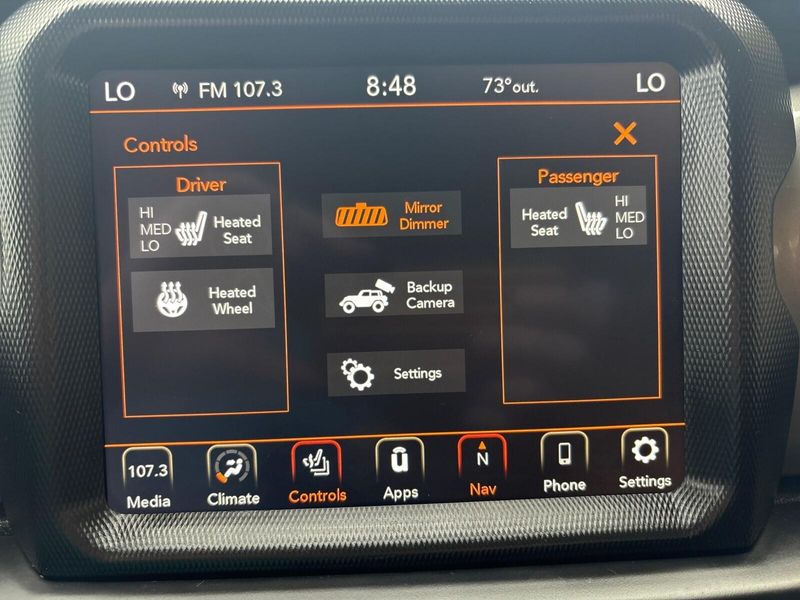 LO FM 107.3 8:48 73°out. LO
Controls
Driver
HI
MED
LO
Heated
Seat
Heated
Wheel
Mirror
Dimmer
Backup
Camera
Settings
Passenger
Heated
Seat
HI
MED
LO
107.3
Media
Climate
Controls
Apps
N
Nav
Phone
Settings